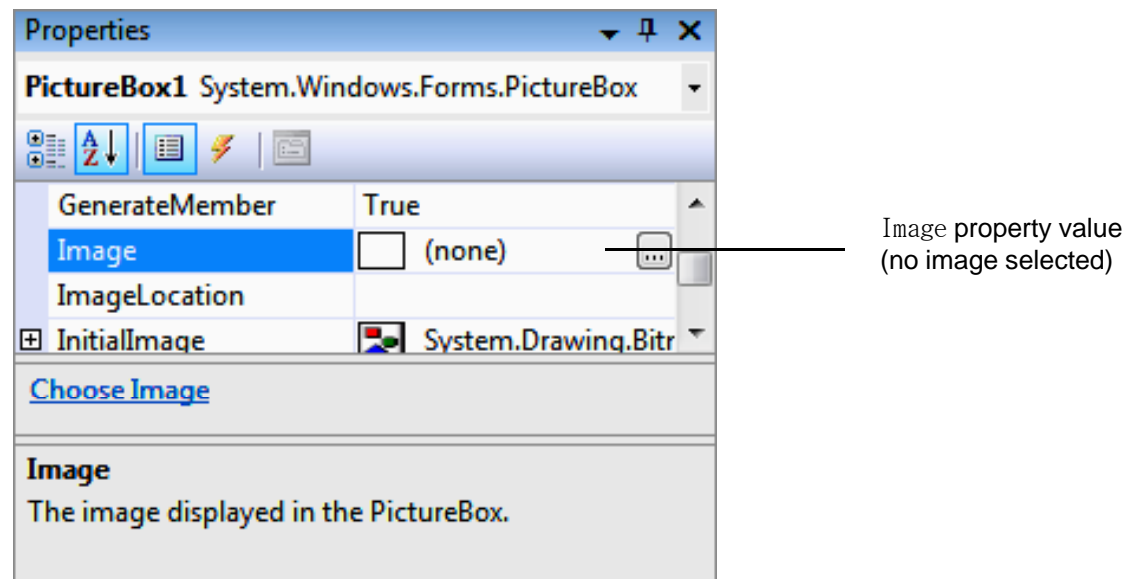 Properties
PictureBox1 System.Windows.Forms.PictureBox
GenerateMember True
Image (none) ...
ImageLocation
InitialImage System.Drawing.Bitr
Choose Image
Image
The image displayed in the PictureBox.
Image property value
(no image selected)